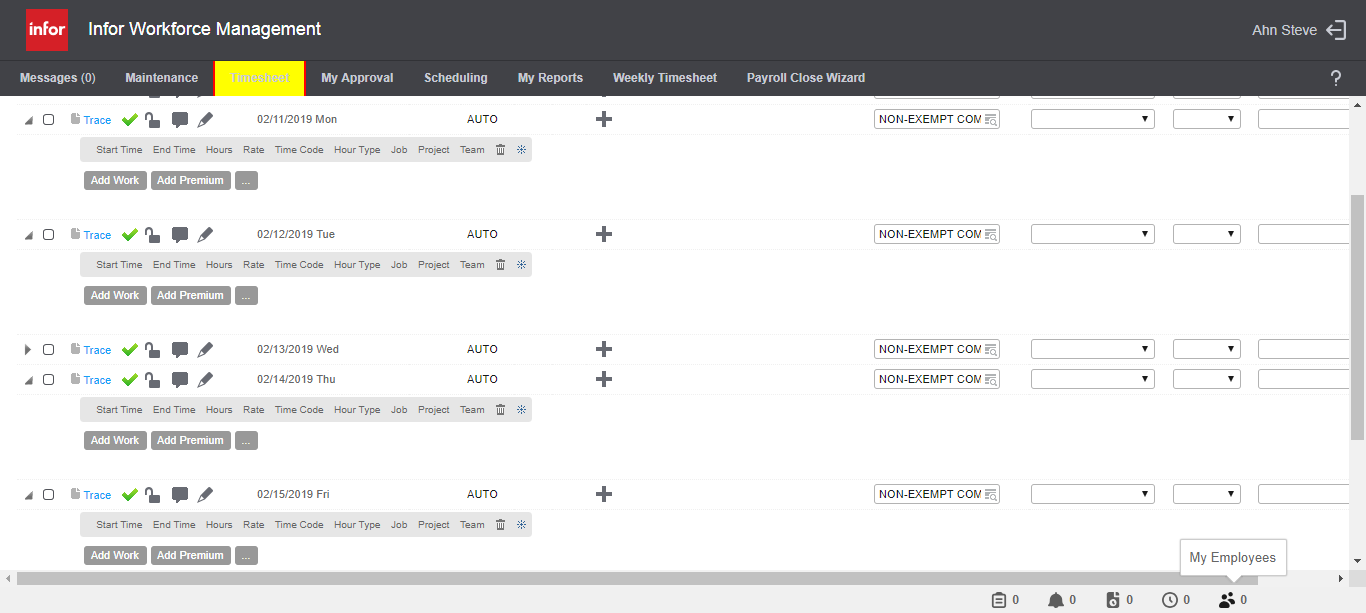 infor
Infor Workforce Management
Ahn Steve
Messages (0) Maintenance Timesheet My Approval Scheduling My Reports Weekly Timesheet Payroll Close Wizard ?
Trace 02/11/2019 Mon AUTO NON-EXEMPT COM
Start Time End Time Hours Rate Time Code Hour Type Job Project Team
Add Work Add Premium ...
Trace 02/12/2019 Tue AUTO NON-EXEMPT COM
Start Time End Time Hours Rate Time Code Hour Type Job Project Team
Add Work Add Premium ...
Trace 02/13/2019 Wed AUTO NON-EXEMPT COM
Trace 02/14/2019 Thu AUTO NON-EXEMPT COM
Start Time End Time Hours Rate Time Code Hour Type Job Project Team
Add Work Add Premium ...
Trace 02/15/2019 Fri AUTO NON-EXEMPT COM
Start Time End Time Hours Rate Time Code Hour Type Job Project Team
Add Work Add Premium ...
My Employees
0 0 0 0 0